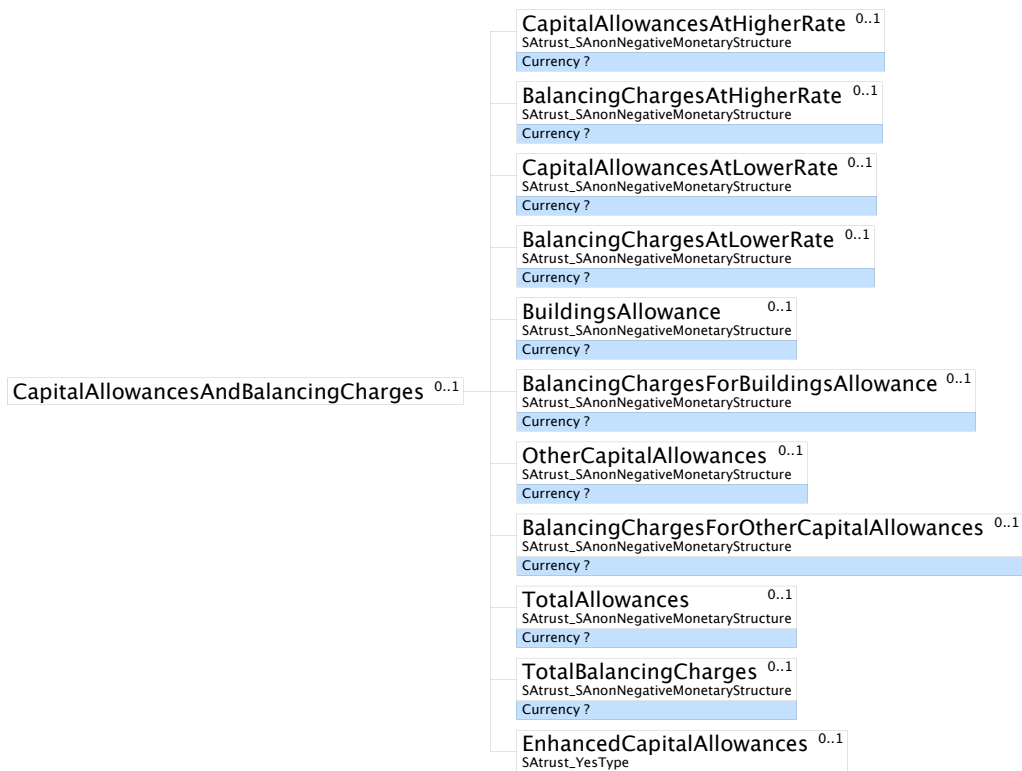 CapitalAllowancesAtHigherRate 0..1
SAtrust_SAnonNegativeMonetaryStructure
Currency ?
BalancingChargesAtHigherRate 0..1
SAtrust_SAnonNegativeMonetaryStructure
Currency ?
CapitalAllowancesAtLowerRate 0..1
SAtrust_SAnonNegativeMonetaryStructure
Currency ?
BalancingChargesAtLowerRate 0..1
SAtrust_SAnonNegativeMonetaryStructure
Currency ?
BuildingsAllowance 0..1
SAtrust_SAnonNegativeMonetaryStructure
Currency ?
CapitalAllowancesAndBalancingCharges 0..1
BalancingChargesForBuildingsAllowance 0..1
SAtrust_SAnonNegativeMonetaryStructure
Currency ?
OtherCapitalAllowances 0..1
SAtrust_SAnonNegativeMonetaryStructure
Currency ?
BalancingChargesForOtherCapitalAllowances 0..1
SAtrust_SAnonNegativeMonetaryStructure
Currency ?
TotalAllowances 0..1
SAtrust_SAnonNegativeMonetaryStructure
Currency ?
TotalBalancingCharges 0..1
SAtrust_SAnonNegativeMonetaryStructure
Currency ?
EnhancedCapitalAllowances 0..1
SAtrust_YesType